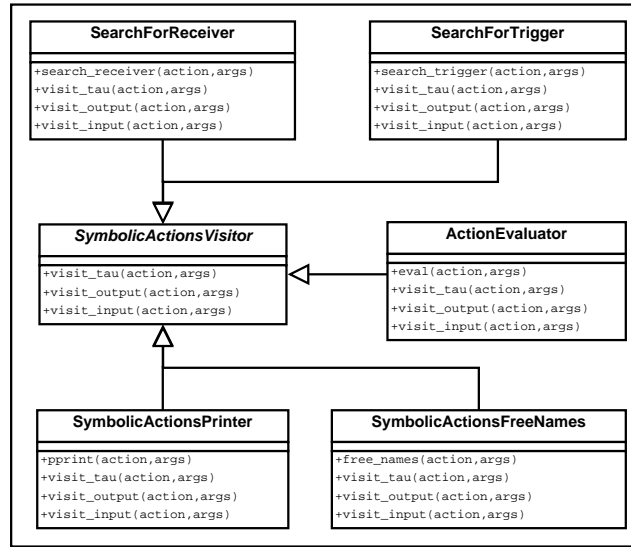 SearchForReceiver
+search_receiver(action,args)
+visit_tau(action,args)
+visit_output(action,args)
+visit_input(action,args)
SearchForTrigger
+search_trigger(action,args)
+visit_tau(action,args)
+visit_output(action,args)
+visit_input(action,args)
SymbolicActionsVisitor
+visit_tau(action,args)
+visit_output(action,args)
+visit_input(action,args)
ActionEvaluator
+eval(action,args)
+visit_tau(action,args)
+visit_output(action,args)
+visit_input(action,args)
SymbolicActionsPrinter
+pprint(action,args)
+visit_tau(action,args)
+visit_output(action,args)
+visit_input(action,args)
SymbolicActionsFreeNames
+free_names(action,args)
+visit_tau(action,args)
+visit_output(action,args)
+visit_input(action,args)